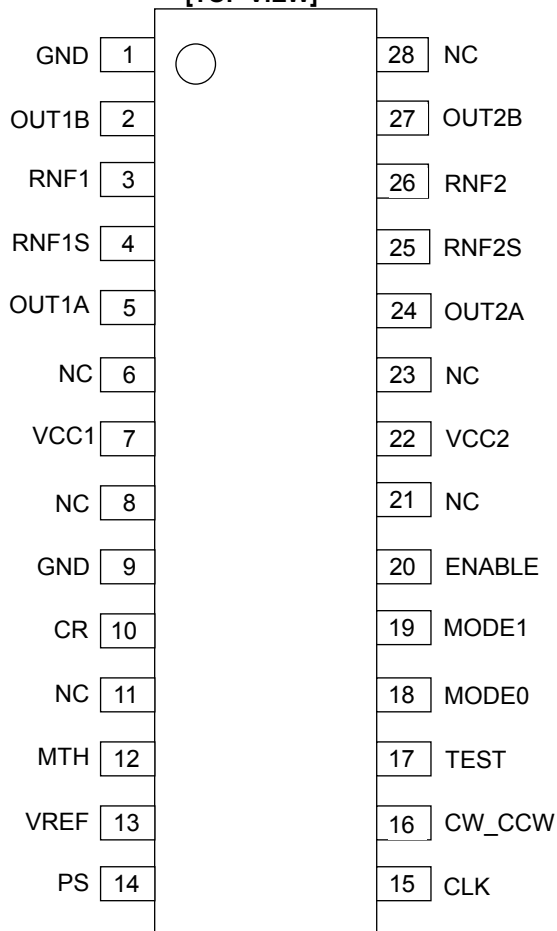 [TOP VIEW]
GND 1 28 NC
OUT1B 2 27 OUT2B
RNF1 3 26 RNF2
RNF1S 4 25 RNF2S
OUT1A 5 24 OUT2A
NC 6 23 NC
VCC1 7 22 VCC2
NC 8 21 NC
GND 9 20 ENABLE
CR 10 19 MODE1
NC 11 18 MODE0
MTH 12 17 TEST
VREF 13 16 CW_CCW
PS 14 15 CLK